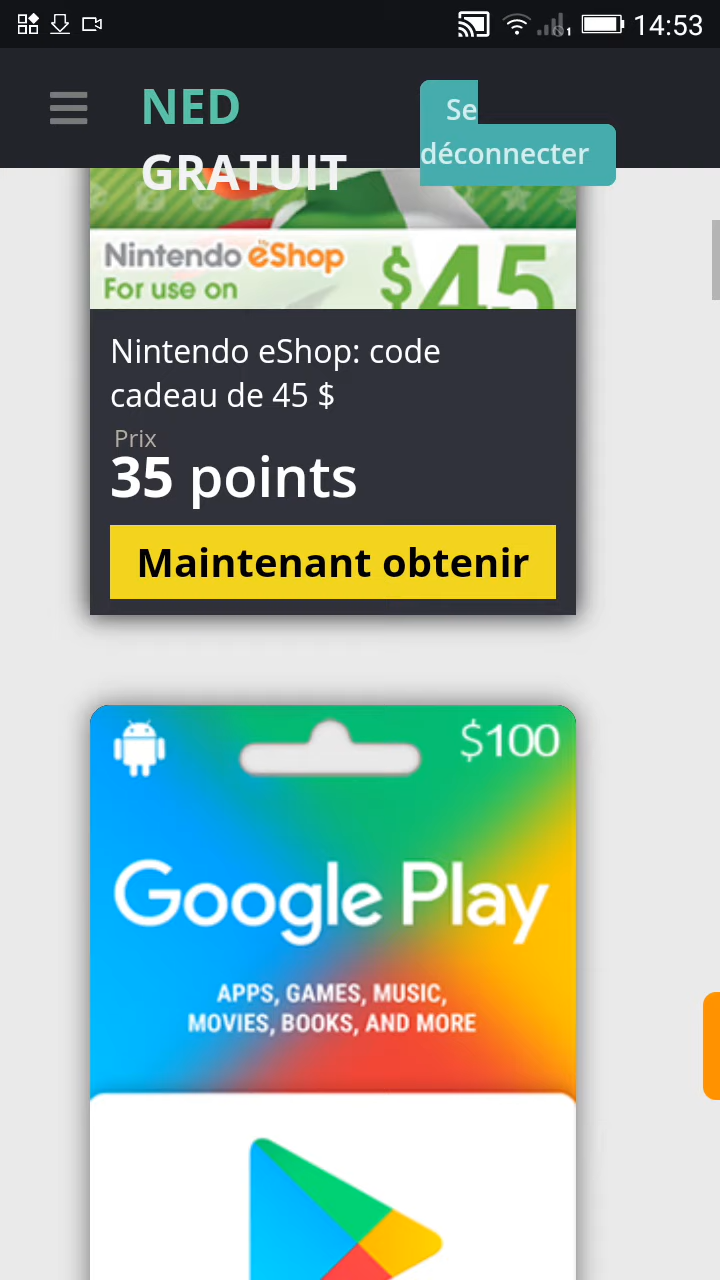 14:53
NED
GRATUIT
Se
déconnecter
Nintendo eShop
For use on
$45
Nintendo eShop: code
cadeau de 45 $
Prix
35 points
Maintenant obtenir
$100
Google Play
APPS, GAMES, MUSIC,
MOVIES, BOOKS, AND MORE